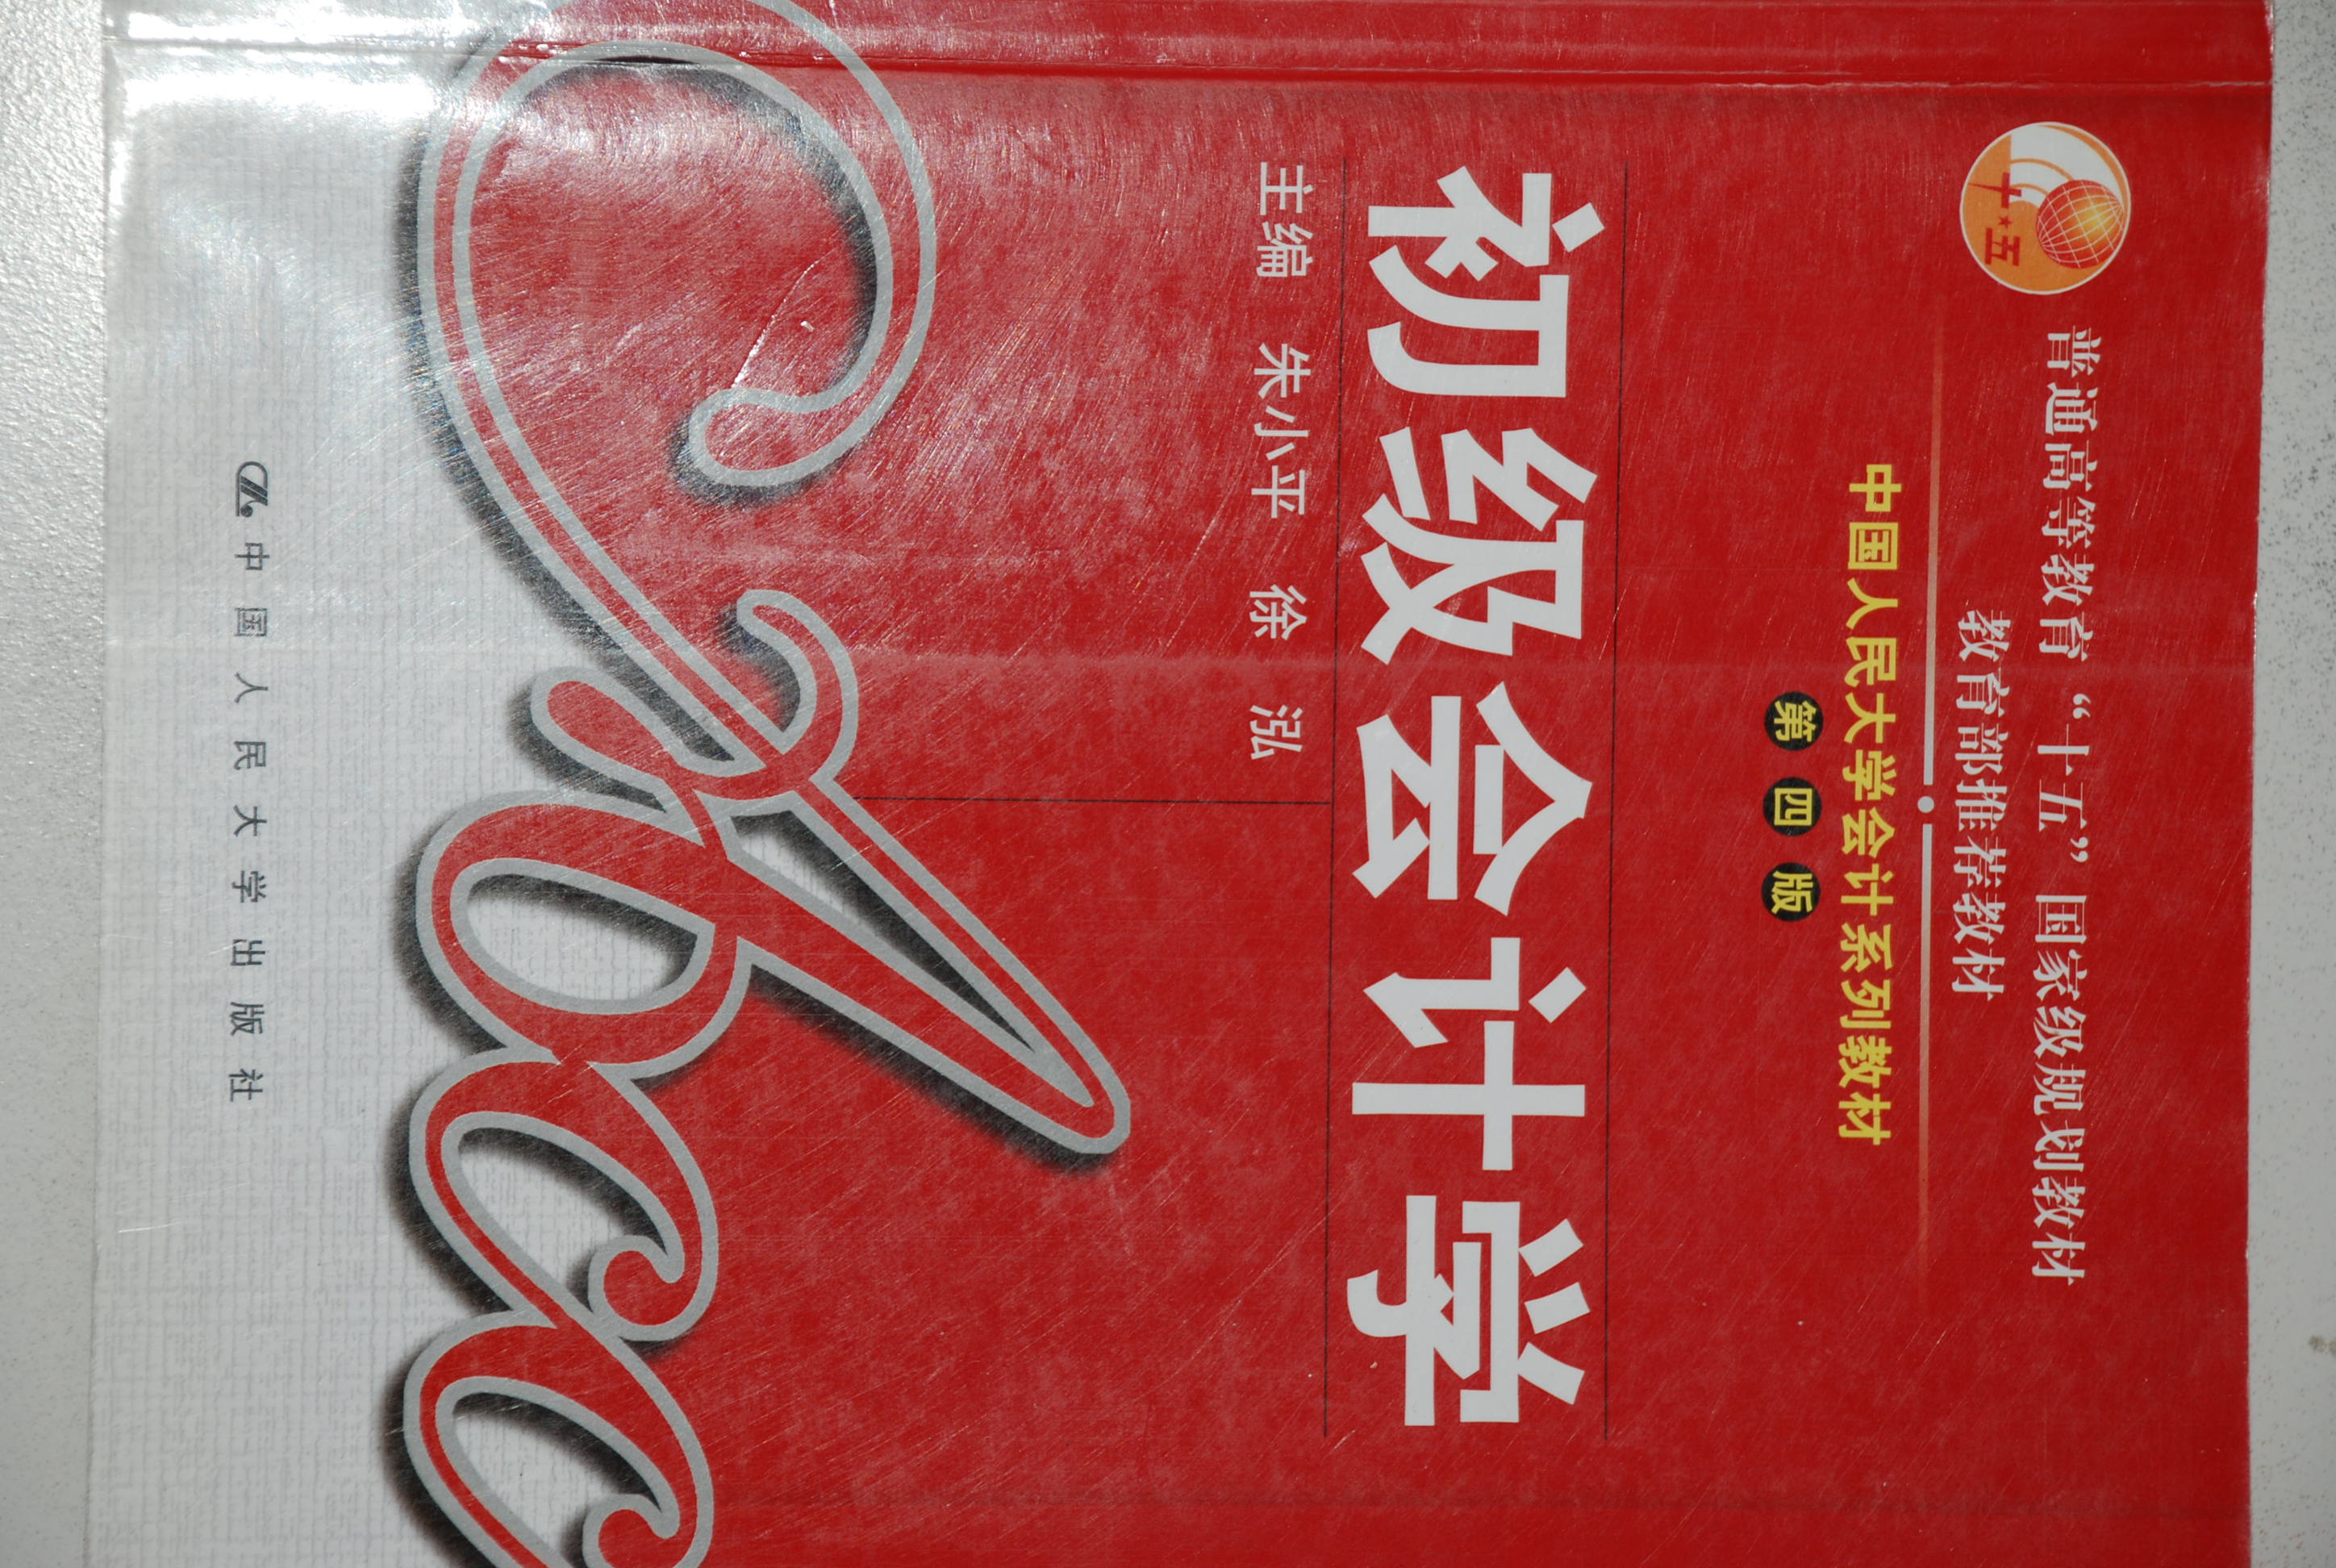 十★五
普通高等教育“十五”国家级规划教材
教育部推荐教材
中国人民大学会计系列教材
第四版
初级会计学
主编 朱小平 徐 泓
Acco
中国人民大学出版社